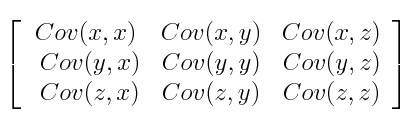 Cov(x, x) Cov(x, y) Cov(x, z)
Cov(y, x) Cov(y, y) Cov(y, z)
Cov(z, x) Cov(z, y) Cov(z, z)